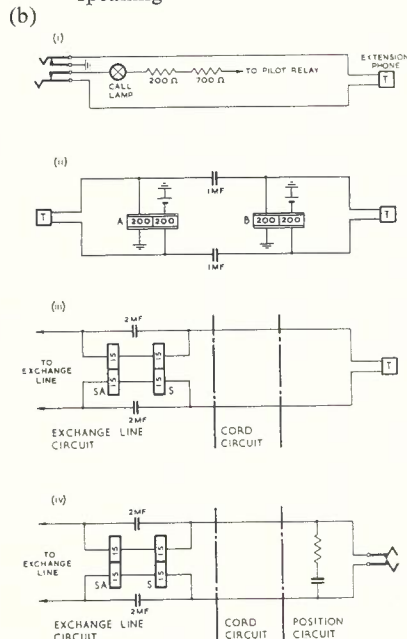 (b)
(i)
EXTENSION
PHONE
T
CALL
LAMP
200 Ω
700 Ω
TO PILOT RELAY
(ii)
1MF
T
A
200 200
B
200 200
T
1MF
(iii)
2MF
TO
EXCHANGE
LINE
15
15
15
15
SA
S
T
2MF
EXCHANGE LINE
CIRCUIT
CORD
CIRCUIT
(iv)
2MF
TO
EXCHANGE
LINE
15
15
15
15
SA
S
2MF
EXCHANGE LINE
CIRCUIT
CORD
CIRCUIT
POSITION
CIRCUIT